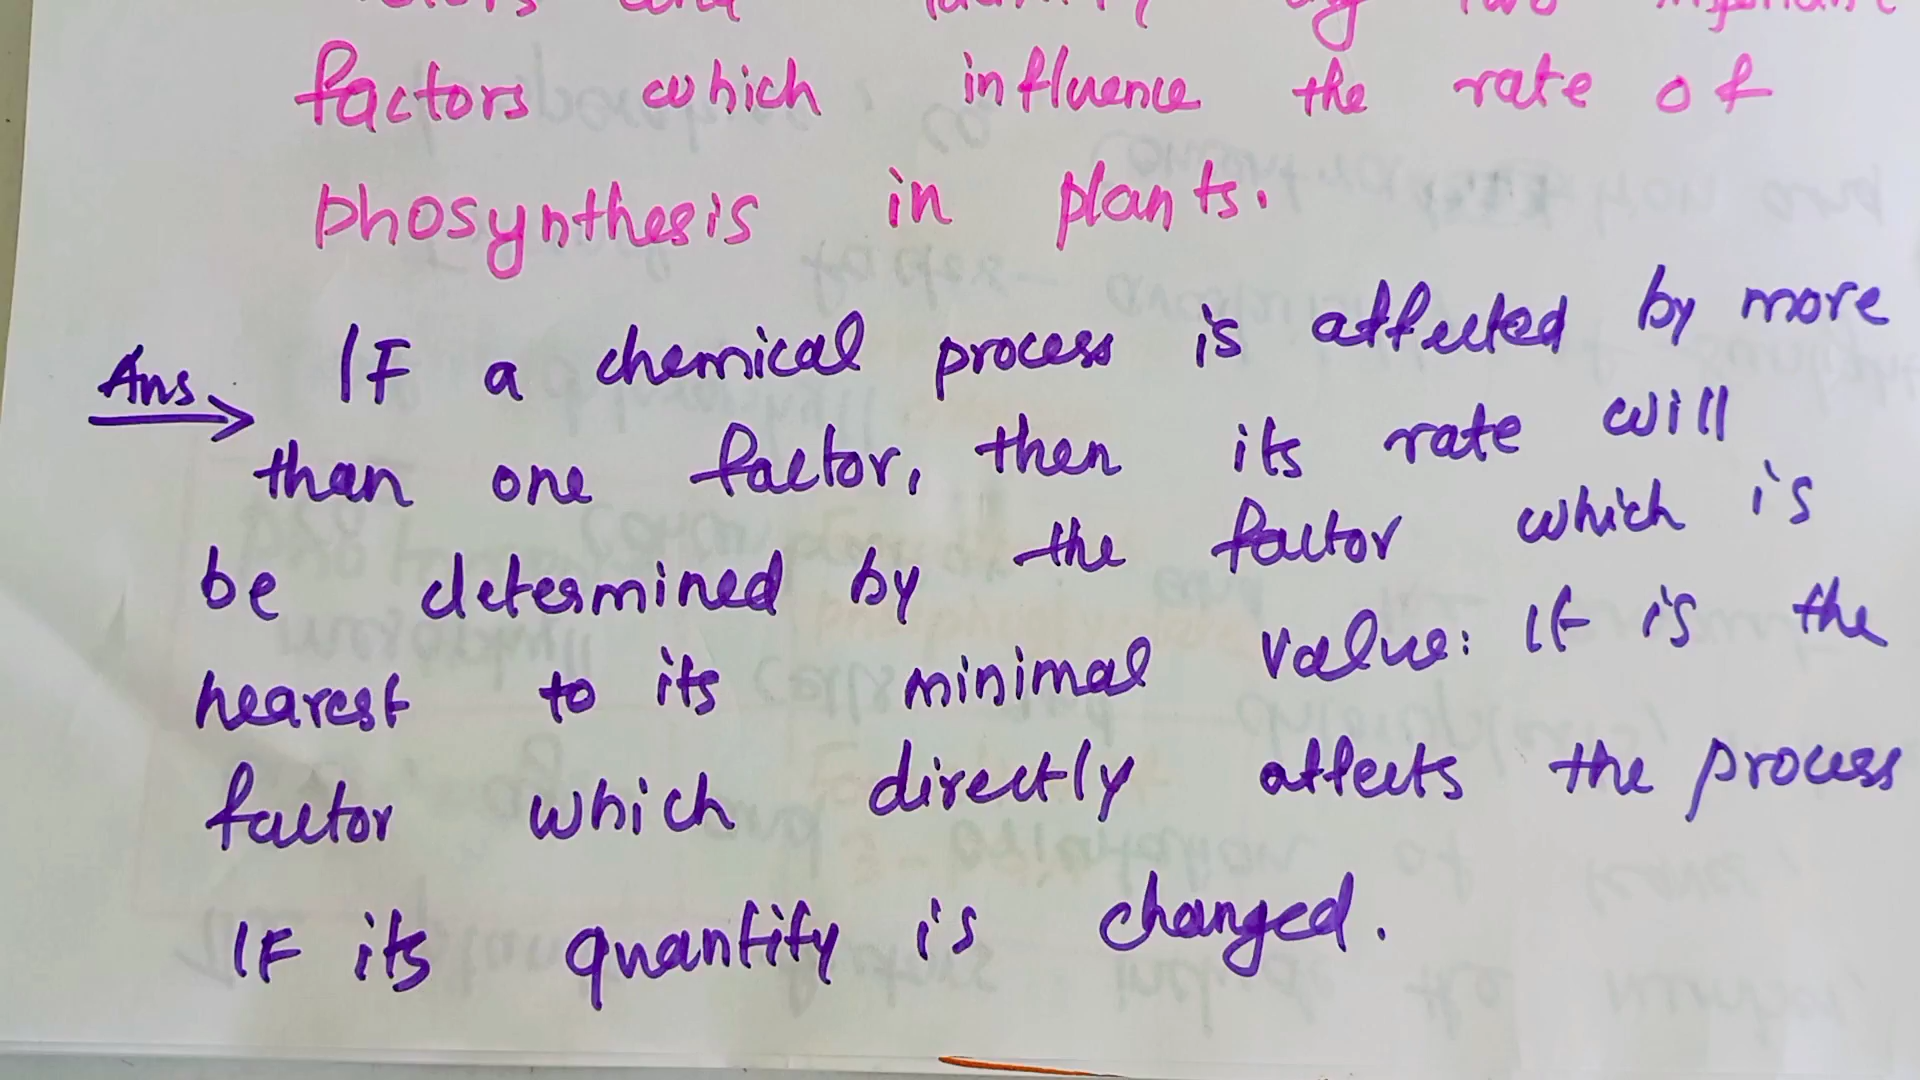 factors which influence the rate of
phosynthesis in plants.
Ans → IF a chemical process is affected by more
than one factor, then its rate will
be determined by the factor which is
nearest to its minimal value: It is the
factor which directly affects the process
IF its quantity is changed.